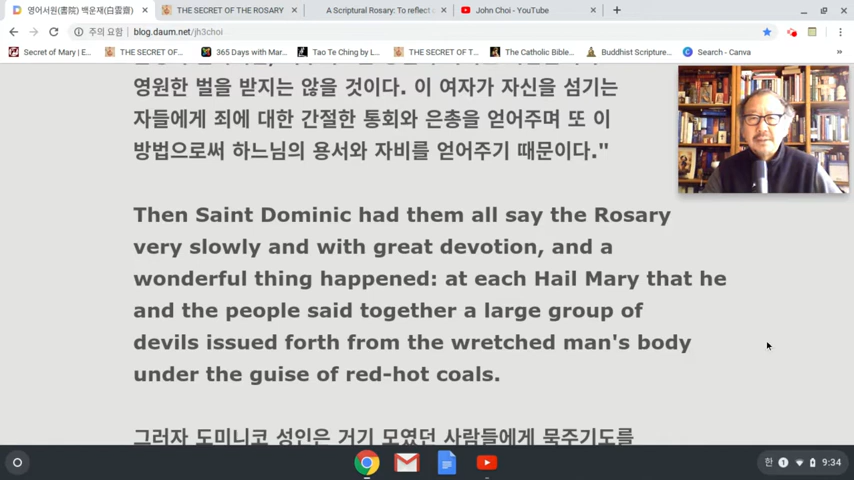 영어서원(書院) 백운재(白雲齋)
THE SECRET OF THE ROSARY
A Scriptural Rosary: To reflect
John Choi - YouTube
주의 요함
blog.daum.net/jh3choi
Secret of Mary | E...
THE SECRET OF...
365 Days with Mar...
Tao Te Ching by L...
THE SECRET OF T...
The Catholic Bible...
Buddhist Scripture...
Search - Canva
영원한 벌을 받지는 않을 것이다. 이 여자가 자신을 섬기는
자들에게 죄에 대한 간절한 통회와 은총을 얻어주며 또 이
방법으로써 하느님의 용서와 자비를 얻어주기 때문이다."
Then Saint Dominic had them all say the Rosary
very slowly and with great devotion, and a
wonderful thing happened: at each Hail Mary that he
and the people said together a large group of
devils issued forth from the wretched man's body
under the guise of red-hot coals.
그러자 도미니코 성인은 거기 모였던 사람들에게 묵주기도를
한
9:34